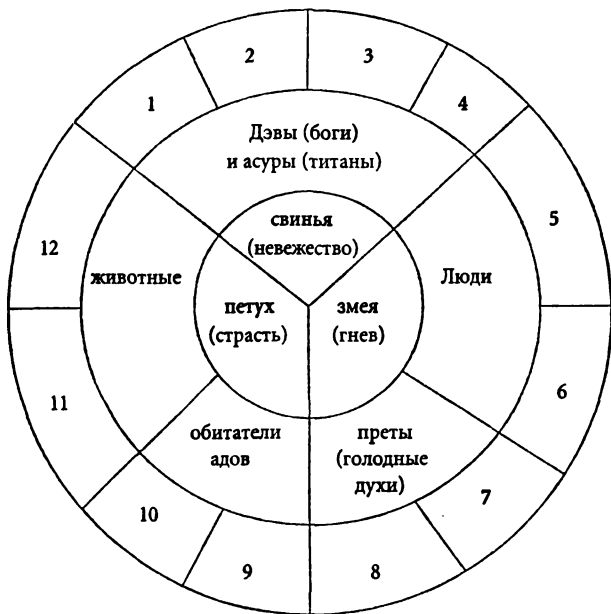 1
2
3
4
Дэвы (боги)
и асуры (титаны)
5
12
свинья
(невежество)
животные
Люди
петух
(страсть)
змея
(гнев)
11
6
обитатели
адов
преты
(голодные
духи)
10
7
9
8